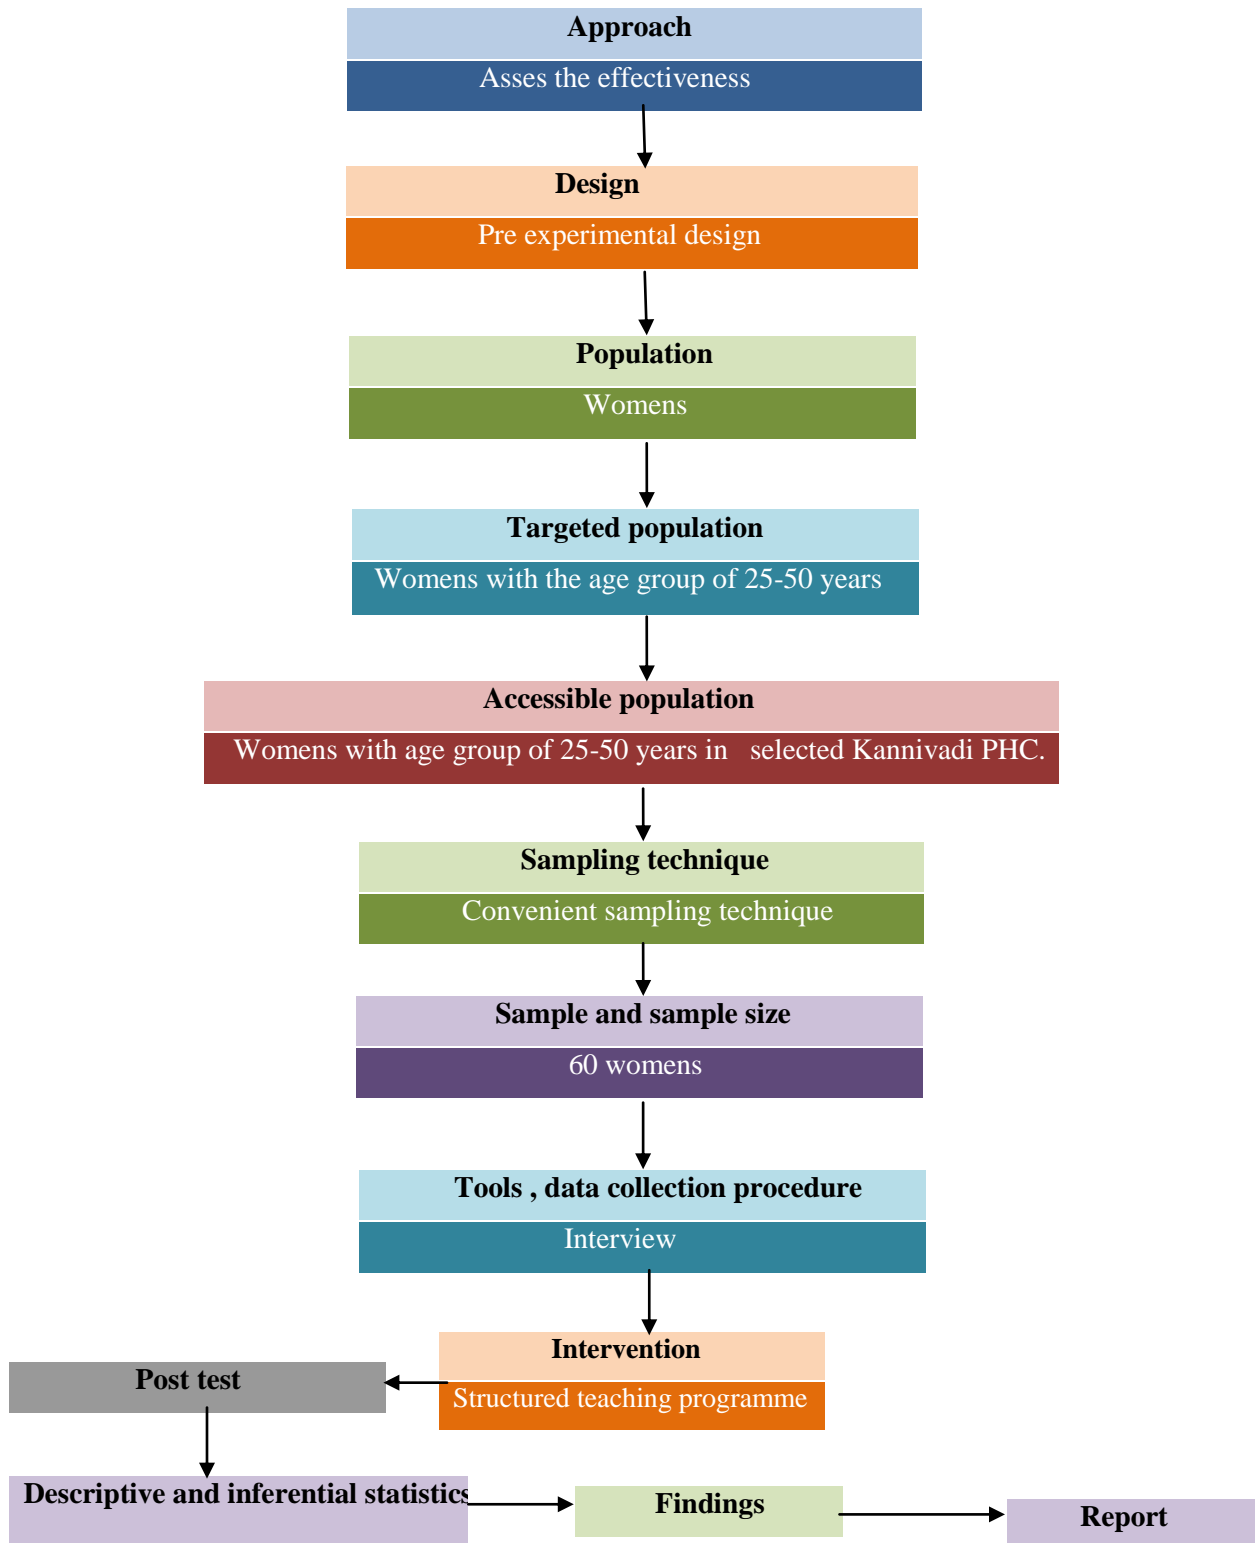 Approach
Asses the effectiveness
Design
Pre experimental design
Population
Womens
Targeted population
Womens with the age group of 25-50 years
Accessible population
Womens with age group of 25-50 years in selected Kannivadi PHC.
Sampling technique
Convenient sampling technique
Sample and sample size
60 womens
Tools , data collection procedure
Interview
Intervention
Structured teaching programme
Post test
Descriptive and inferential statistics
Findings
Report